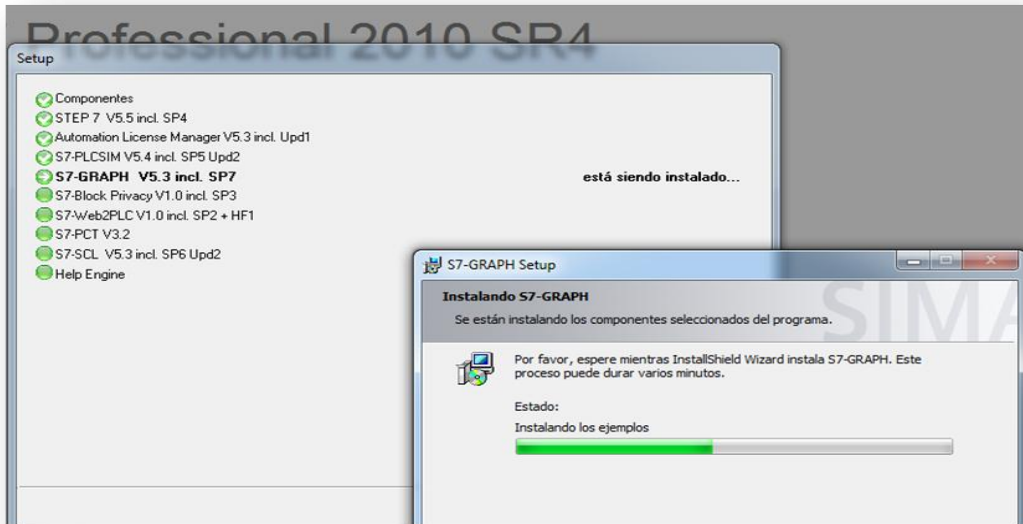 Professional 2010 SR4
Setup
Componentes
STEP 7 V5.5 incl. SP4
Automation License Manager V5.3 incl. Upd1
S7-PLCSIM V5.4 incl. SP5 Upd2
S7-GRAPH V5.3 incl. SP7 está siendo instalado...
S7-Block Privacy V1.0 incl. SP3
S7-Web2PLC V1.0 incl. SP2 + HF1
S7-PCT V3.2
S7-SCL V5.3 incl. SP6 Upd2
Help Engine
S7-GRAPH Setup
Instalando S7-GRAPH
Se están instalando los componentes seleccionados del programa.
SIMA
Por favor, espere mientras InstallShield Wizard instala S7-GRAPH. Este
proceso puede durar varios minutos.
Estado:
Instalando los ejemplos